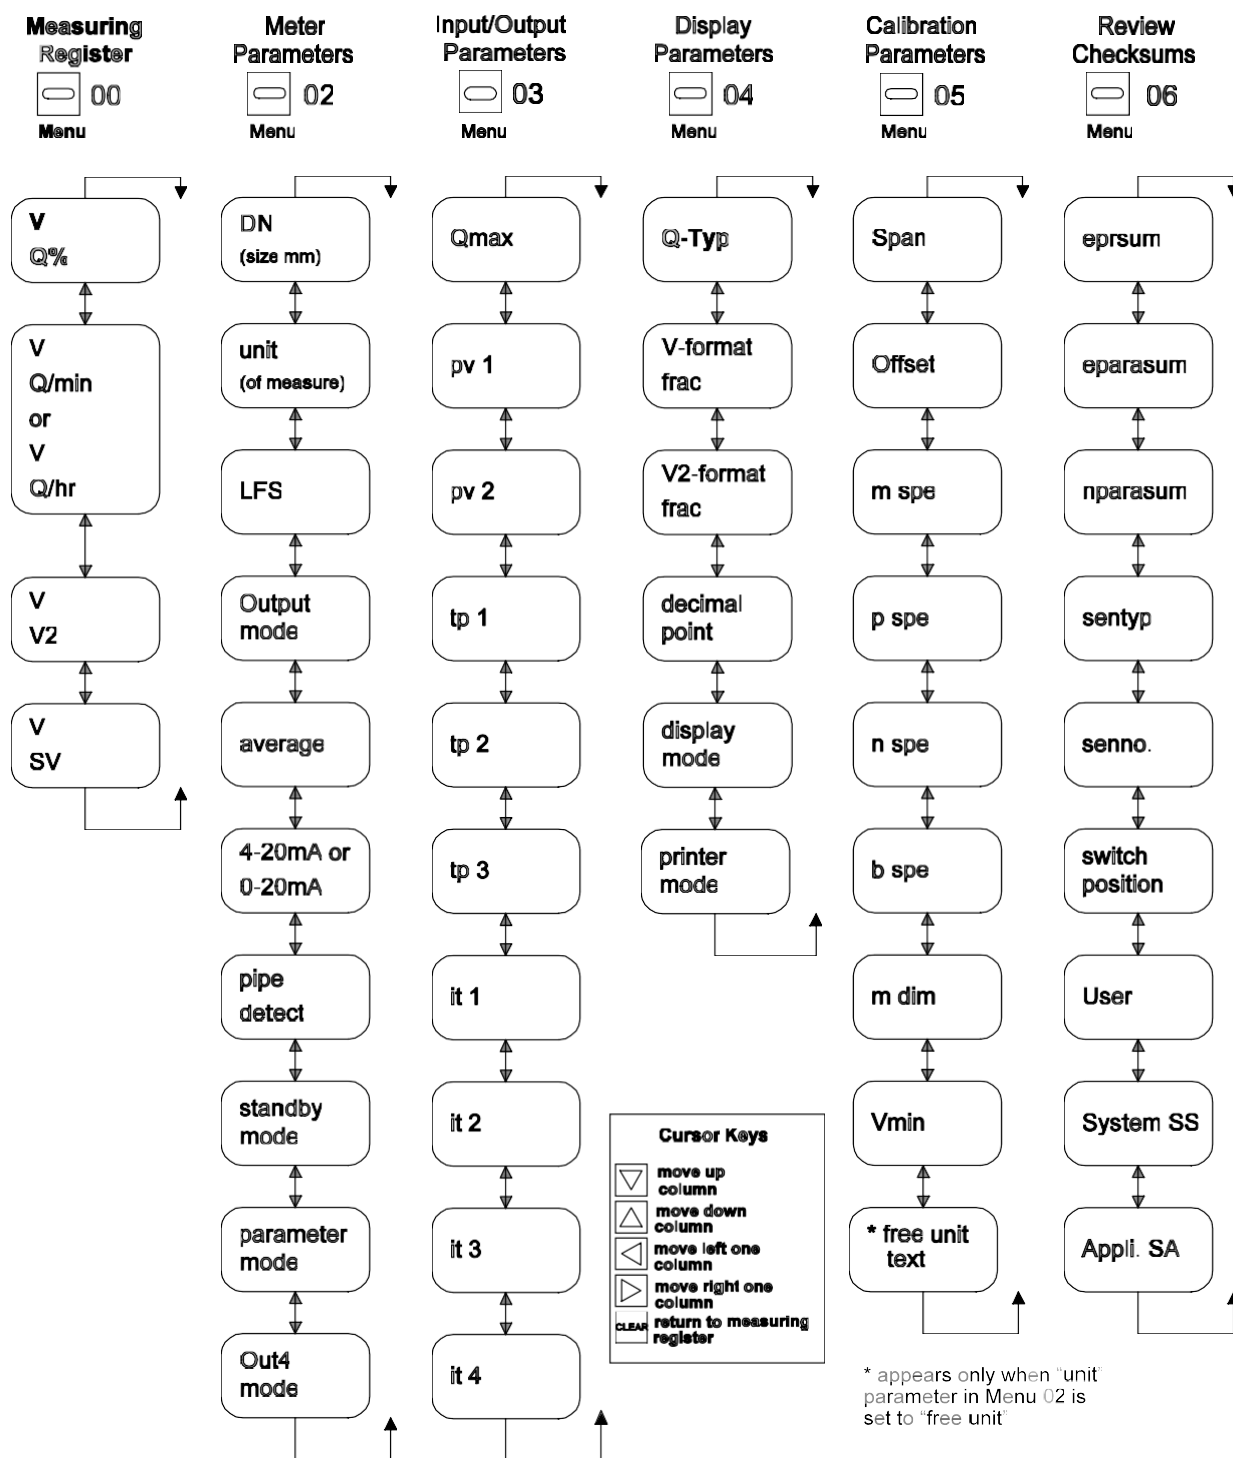 Measuring
Register
00
Menu
V
Q%
V
Q/min
or
V
Q/hr
V
V2
V
SV
Meter
Parameters
02
Menu
DN
(size mm)
unit
(of measure)
LFS
Output
mode
average
4-20mA or
0-20mA
pipe
detect
standby
mode
parameter
mode
Out4
mode
Input/Output
Parameters
03
Menu
Qmax
pv 1
pv 2
tp 1
tp 2
tp 3
it 1
it 2
it 3
it 4
Display
Parameters
04
Menu
Q-Typ
V-format
frac
V2-format
frac
decimal
point
display
mode
printer
mode
Cursor Keys
move up
column
move down
column
move left one
column
move right one
column
CLEAR return to measuring
register
Calibration
Parameters
05
Menu
Span
Offset
m spe
p spe
n spe
b spe
m dim
Vmin
* free unit
text
* appears only when "unit"
parameter in Menu 02 is
set to "free unit"
Review
Checksums
06
Menu
eprsum
eparasum
nparasum
sentyp
senno.
switch
position
User
System SS
Appli. SA